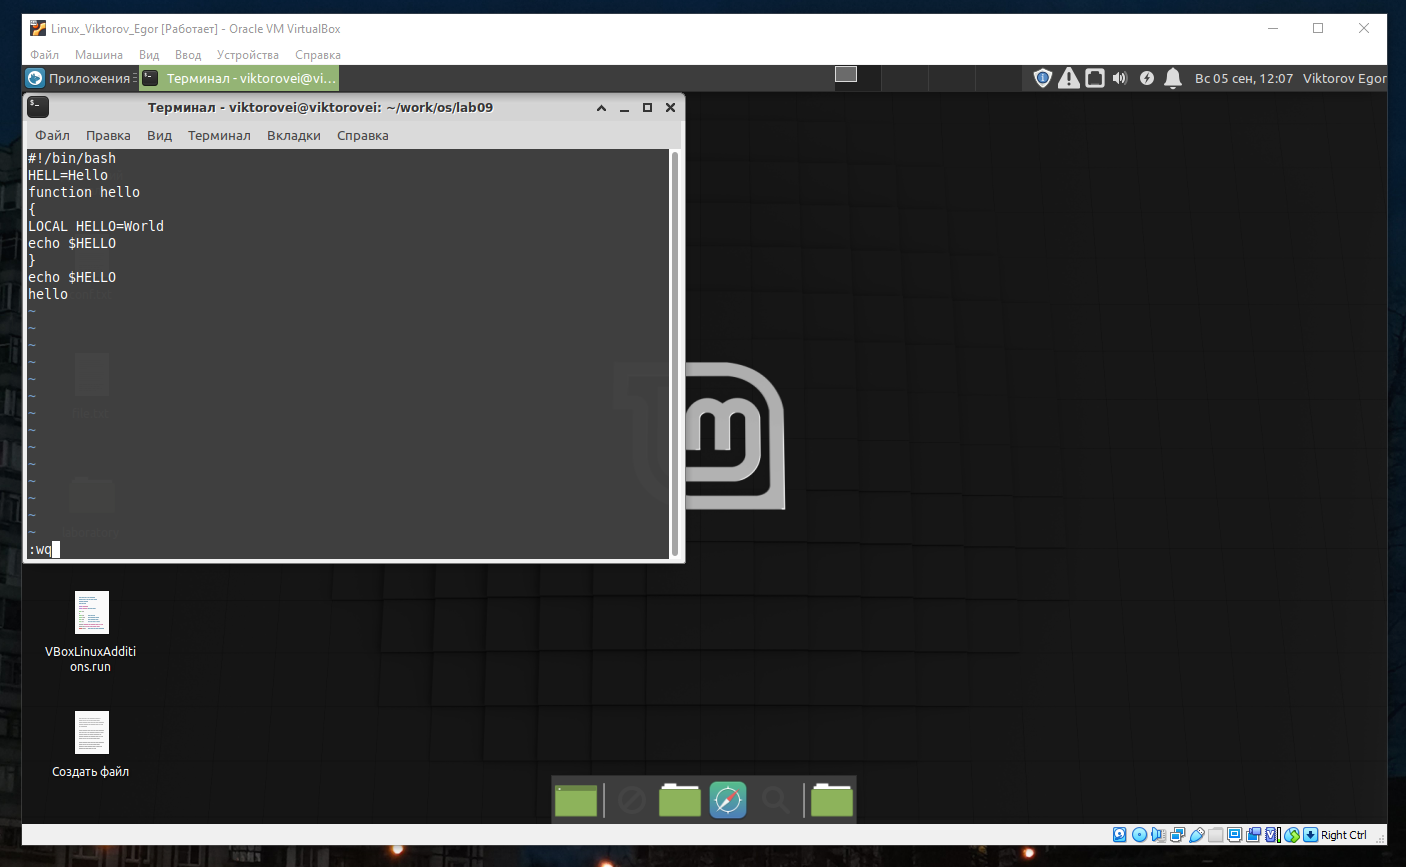 Linux_Viktorov_Egor [Работает] - Oracle VM VirtualBox
Файл Машина Вид Ввод Устройства Справка
Приложения Терминал - viktorovei@vi... Вс 05 сен, 12:07 Viktorov Egor
Терминал - viktorovei@viktorovei: ~/work/os/lab09
Файл Правка Вид Терминал Вкладки Справка
#!/bin/bash
HELL=Hello
function hello
{
LOCAL HELLO=World
echo $HELLO
}
echo $HELLO
hello
~
~
~
~
~
~
~
~
~
~
~
~
~
~
:wq
VBoxLinuxAdditi
ons.run
Создать файл
Right Ctrl